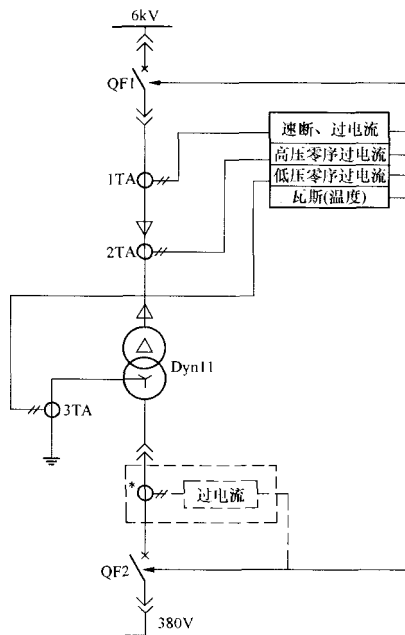 6kV
QF1
速断、过电流
高压零序过电流
低压零序过电流
瓦斯(温度)
1TA
2TA
Dyn11
3TA
*
过电流
QF2
380V